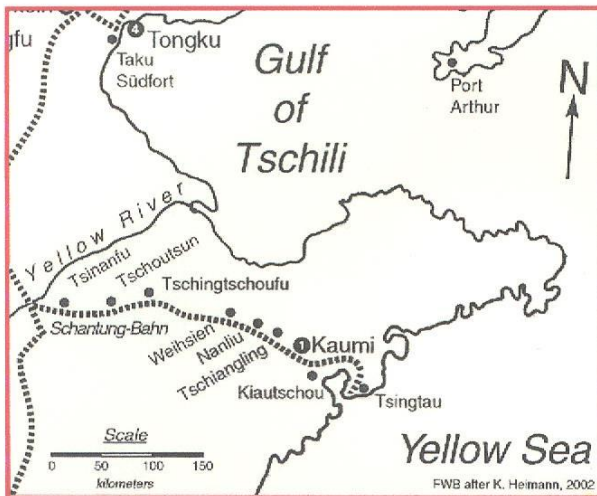 4
Tongku
Taku
Südfort
Gulf
of
Tschili
Port
Arthur
N
Yellow River
Tsinanfu
Tschoutsun
Tschingtschoufu
Schantung-Bahn
Weihsien
Nanliu
Tschiangling
1 Kaumi
Kiautschou
Tsingtau
Scale
0 50 100 150
kilometers
Yellow Sea
FWB after K. Heimann, 2002